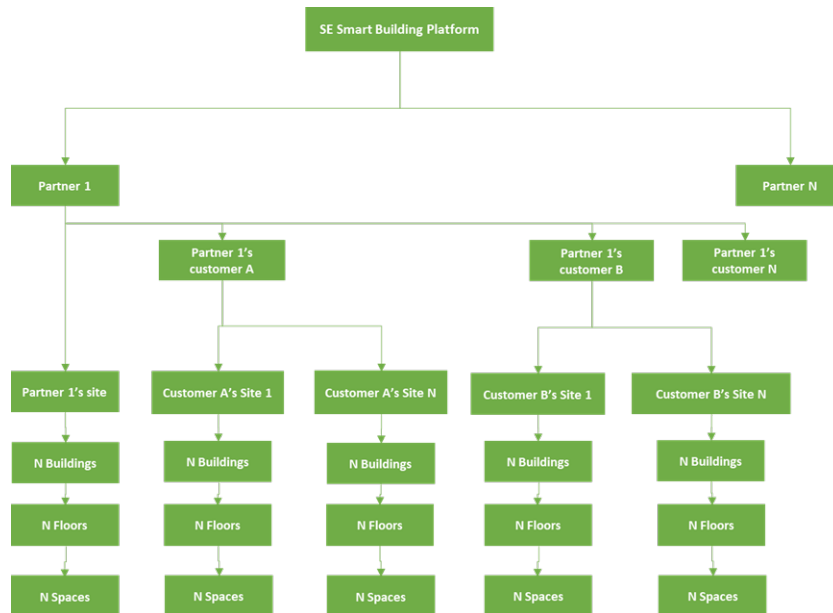 SE Smart Building Platform
Partner 1
Partner N
Partner 1's
customer A
Partner 1's
customer B
Partner 1's
customer N
Partner 1's site
Customer A's Site 1
Customer A's Site N
Customer B's Site 1
Customer B's Site N
N Buildings
N Buildings
N Buildings
N Buildings
N Buildings
N Floors
N Floors
N Floors
N Floors
N Floors
N Spaces
N Spaces
N Spaces
N Spaces
N Spaces